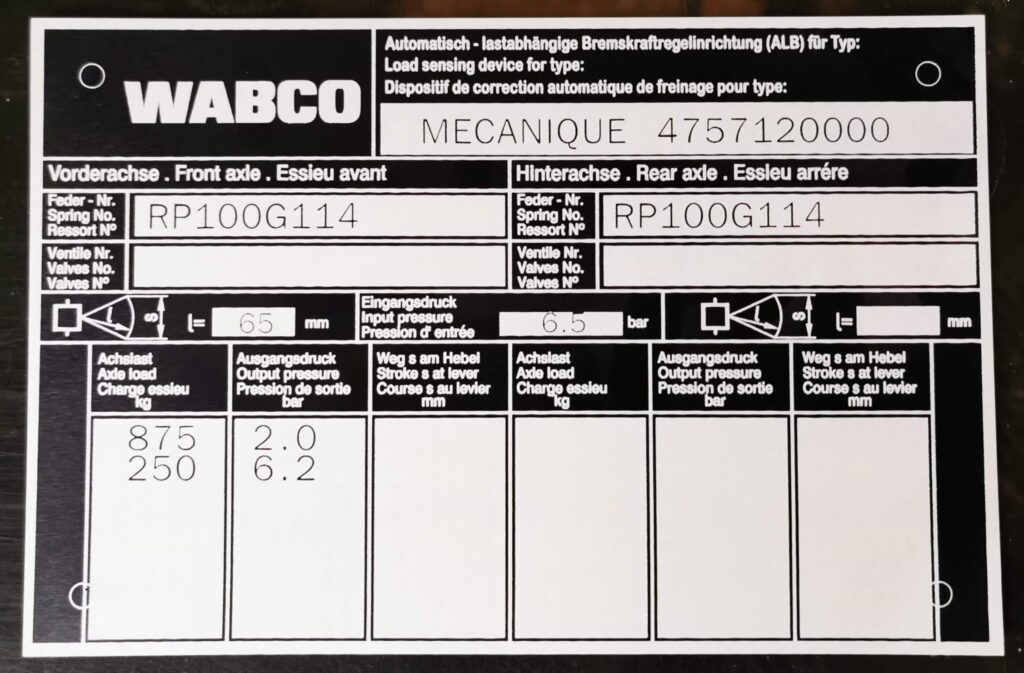 WABCO
Automatisch - lastabhängige Bremskraftregelinrichtung (ALB) für Typ:
Load sensing device for type:
Dispositif de correction automatique de freinage pour type:
MECANIQUE 4757120000
Vorderachse . Front axle . Essieu avant
Hinterachse . Rear axle . Essieu arrére
Feder - Nr.
Spring No.
Ressort Nº
RP100G114
Feder - Nr.
Spring No.
Ressort Nº
RP100G114
Ventile Nr.
Valves No.
Valves Nº
Ventile Nr.
Valves No.
Valves Nº
l s
l= 65 mm
Eingangsdruck
Input pressure
Pression d' entrée
6.5 bar
l s
l= mm
Achslast
Axle load
Charge essieu
kg
Ausgangsdruck
Output pressure
Pression de sortie
bar
Weg s am Hebel
Stroke s at lever
Course s au levier
mm
Achslast
Axle load
Charge essieu
kg
Ausgangsdruck
Output pressure
Pression de sortie
bar
Weg s am Hebel
Stroke s at lever
Course s au levier
mm
875 2.0
250 6.2